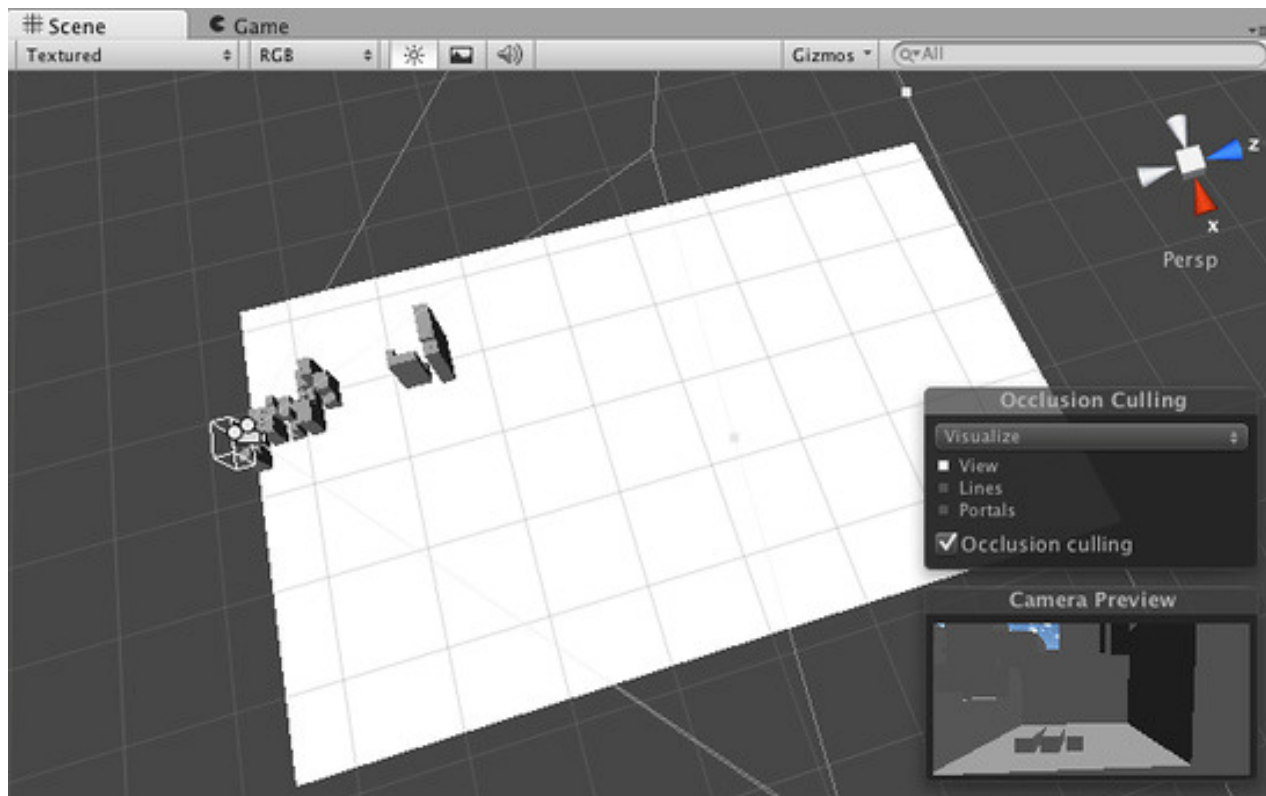 Scene Game
Textured RGB Gizmos All
z
x
Persp
Occlusion Culling
Visualize
View
Lines
Portals
Occlusion culling
Camera Preview